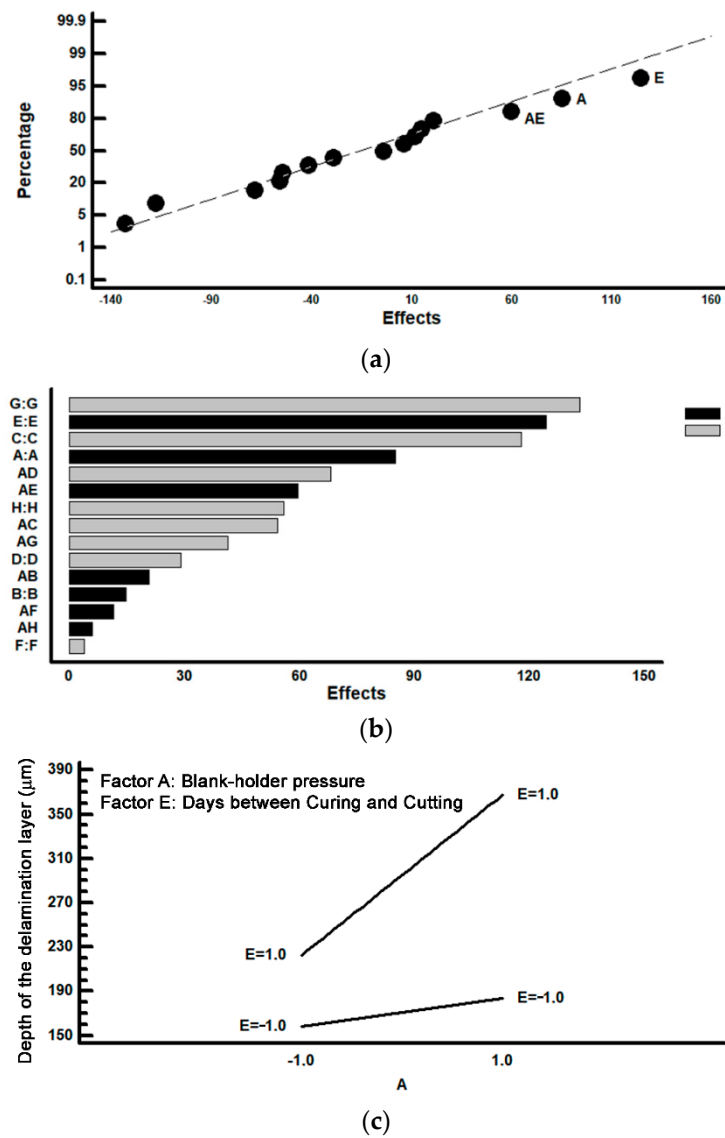 99.9
99
95
80
50
20
5
1
0.1
Percentage
E
A
AE
-140 -90 -40 10 60 110 160
Effects
(a)
G:G
E:E
C:C
A:A
AD
AE
H:H
AC
AG
D:D
AB
B:B
AF
AH
F:F
0 30 60 90 120 150
Effects
(b)
390
350
310
270
230
190
150
Depth of the delamination layer (μm)
Factor A: Blank-holder pressure
Factor E: Days between Curing and Cutting
E=1.0
E=1.0
E=-1.0
E=-1.0
-1.0 1.0
A
(c)